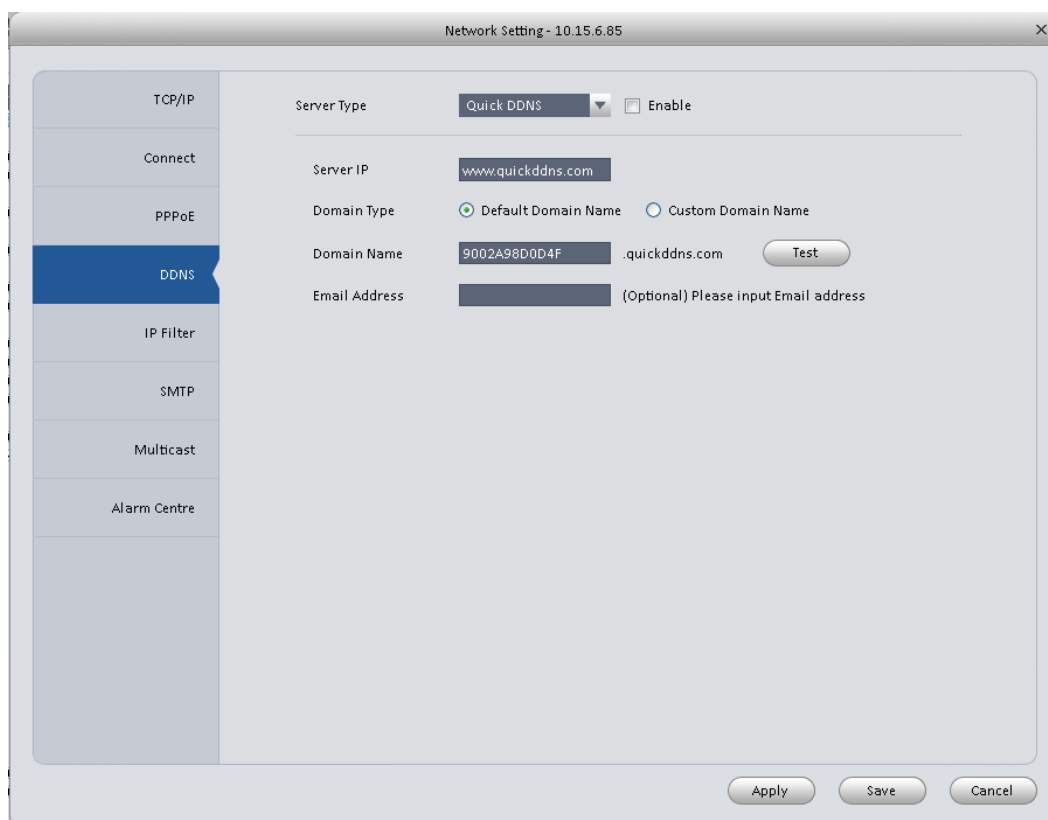 Network Setting - 10.15.6.85
TCP/IP
Connect
PPPoE
DDNS
IP Filter
SMTP
Multicast
Alarm Centre
Server Type Quick DDNS Enable
Server IP www.quickddns.com
Domain Type Default Domain Name Custom Domain Name
Domain Name 9002A98D0D4F .quickddns.com Test
Email Address (Optional) Please input Email address
Apply Save Cancel